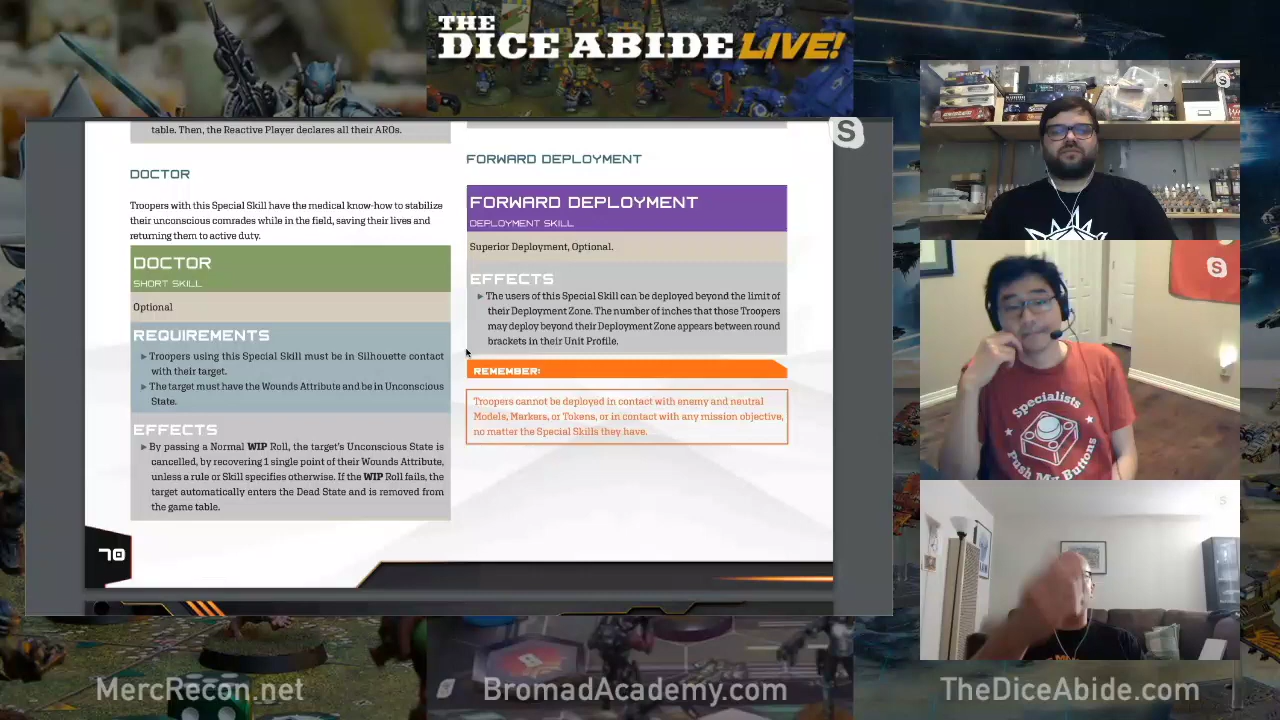 THE
DICE ABIDE LIVE!
table. Then, the Reactive Player declares all their AROs.
DOCTOR
Troopers with this Special Skill have the medical know-how to stabilize
their unconscious comrades while in the field, saving their lives and
returning them to active duty.
DOCTOR
SHORT SKILL
Optional
REQUIREMENTS
▶ Troopers using this Special Skill must be in Silhouette contact
with their target.
▶ The target must have the Wounds Attribute and be in Unconscious
State.
EFFECTS
▶ By passing a Normal WIP Roll, the target's Unconscious State is
cancelled, by recovering 1 single point of their Wounds Attribute,
unless a rule or Skill specifies otherwise. If the WIP Roll fails, the
target automatically enters the Dead State and is removed from
the game table.
70
FORWARD DEPLOYMENT
FORWARD DEPLOYMENT
DEPLOYMENT SKILL
Superior Deployment, Optional.
EFFECTS
▶ The users of this Special Skill can be deployed beyond the limit of
their Deployment Zone. The number of inches that those Troopers
may deploy beyond their Deployment Zone appears between round
brackets in their Unit Profile.
REMEMBER:
Troopers cannot be deployed in contact with enemy and neutral
Models, Markers, or Tokens, or in contact with any mission objective,
no matter the Special Skills they have.
S
S
S
Specialists
Push My Buttons
S
MercRecon.net
BromadAcademy.com
TheDiceAbide.com